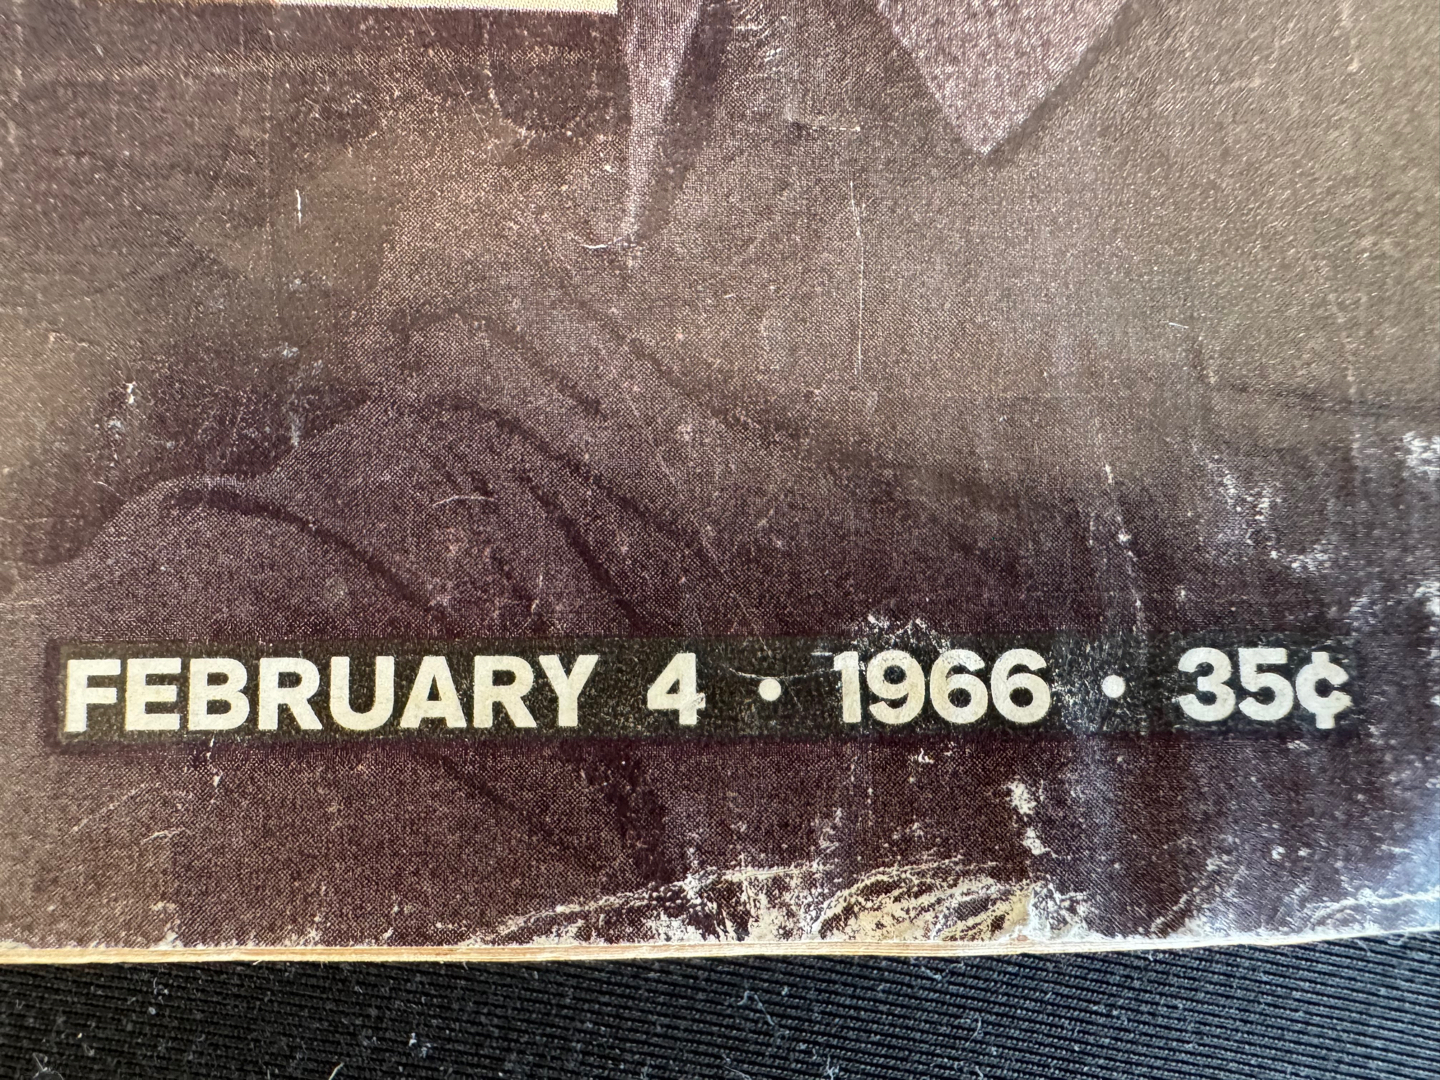 FEBRUARY 4 • 1966 • 35¢